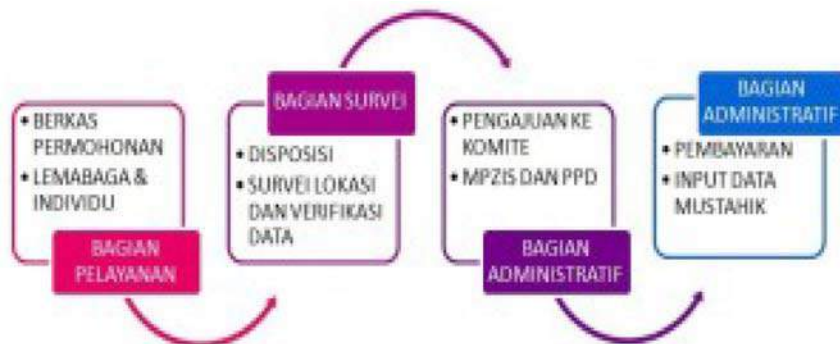 • BERKAS
PERMOHONAN
• LEMABAGA &
INDIVIDU
BAGIAN
PELAYANAN
BAGIAN SURVEI
• DISPOSISI
• SURVEI LOKASI
DAN VERIFIKASI
DATA
• PENGAJUAN KE
KOMITE
• MPZIS DAN PPD
BAGIAN
ADMINISTRATIF
BAGIAN
ADMINISTRATIF
• PEMBAYARAN
• INPUT DATA
MUSTAHIK